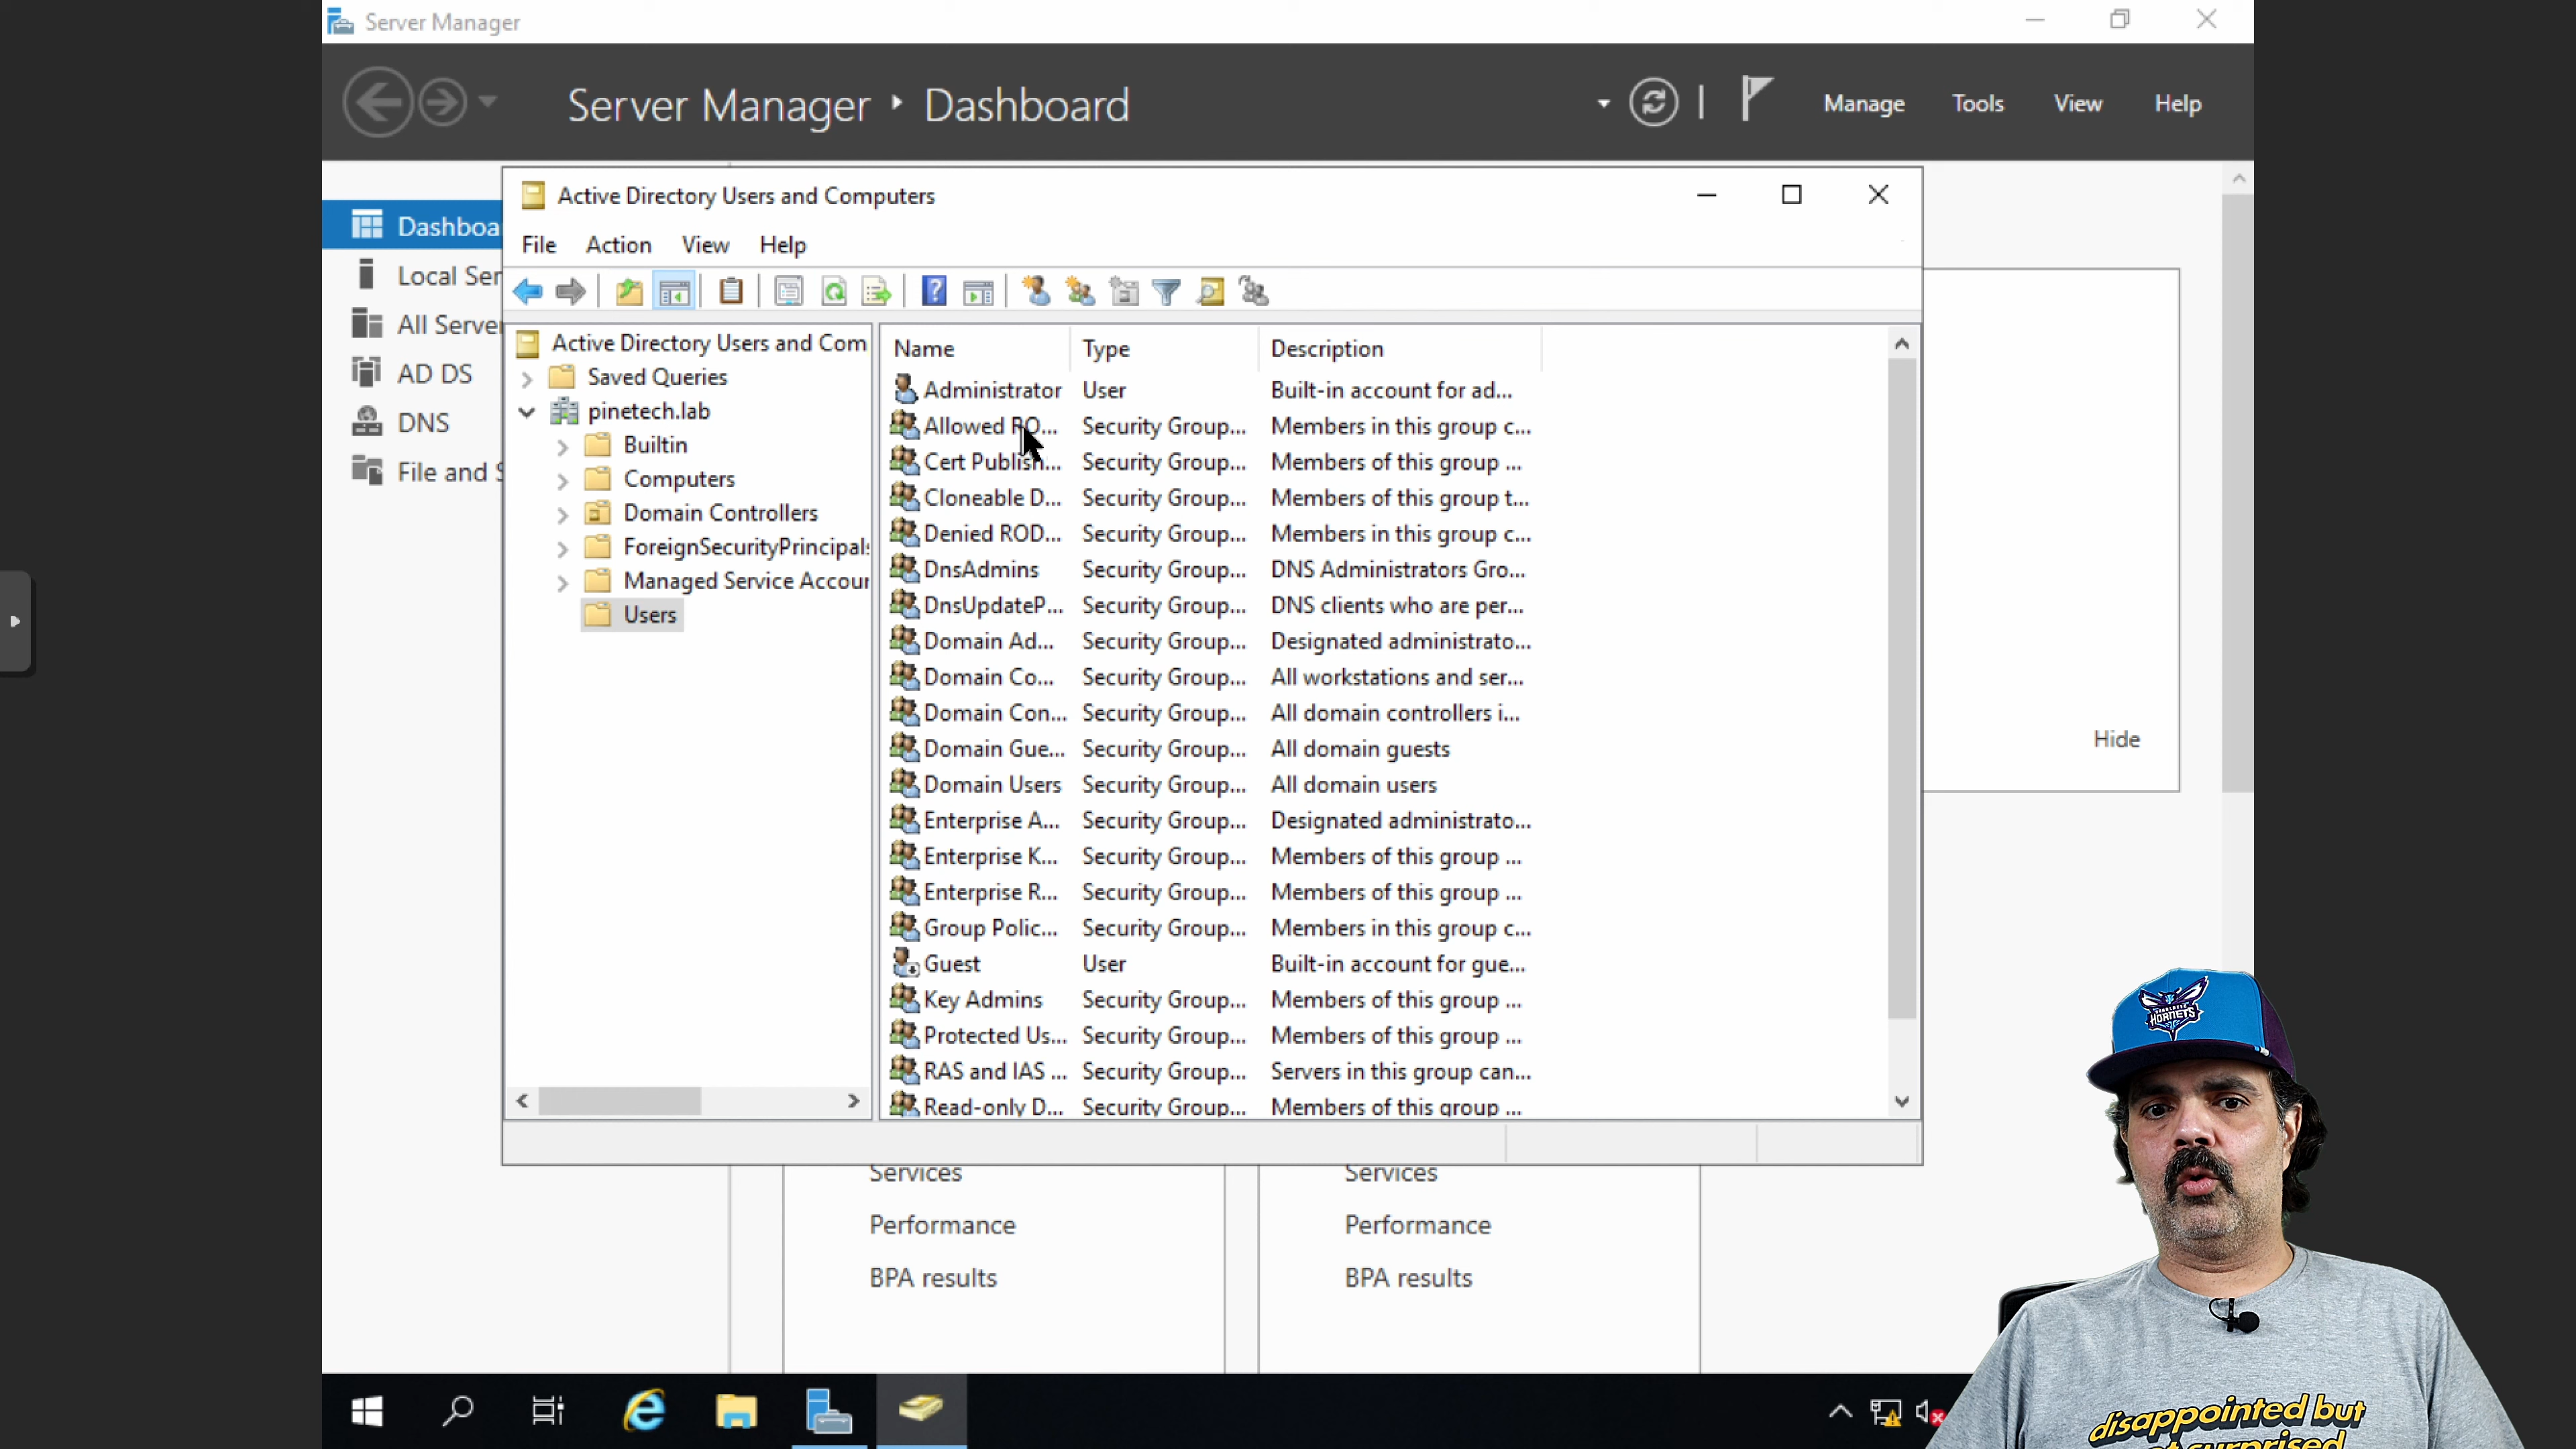 Server Manager
Server Manager ‣ Dashboard
Manage Tools View Help
Dashboa
Local Ser
All Server
AD DS
DNS
File and S
Active Directory Users and Computers
File Action View Help
Active Directory Users and Com
Saved Queries
pinetech.lab
Builtin
Computers
Domain Controllers
ForeignSecurityPrincipals
Managed Service Accour
Users
Name Type Description
Administrator User Built-in account for ad...
Allowed RO... Security Group... Members in this group c...
Cert Publish... Security Group... Members of this group ...
Cloneable D... Security Group... Members of this group t...
Denied ROD... Security Group... Members in this group c...
DnsAdmins Security Group... DNS Administrators Gro...
DnsUpdateP... Security Group... DNS clients who are per...
Domain Ad... Security Group... Designated administrato...
Domain Co... Security Group... All workstations and ser...
Domain Con... Security Group... All domain controllers i...
Domain Gue... Security Group... All domain guests
Domain Users Security Group... All domain users
Enterprise A... Security Group... Designated administrato...
Enterprise K... Security Group... Members of this group ...
Enterprise R... Security Group... Members of this group ...
Group Polic... Security Group... Members in this group c...
Guest User Built-in account for gue...
Key Admins Security Group... Members of this group ...
Protected Us... Security Group... Members of this group ...
RAS and IAS ... Security Group... Servers in this group can...
Read-only D... Security Group... Members of this group ...
Hide
Services Services
Performance Performance
BPA results BPA results
HORNETS
disappointed but
surprised